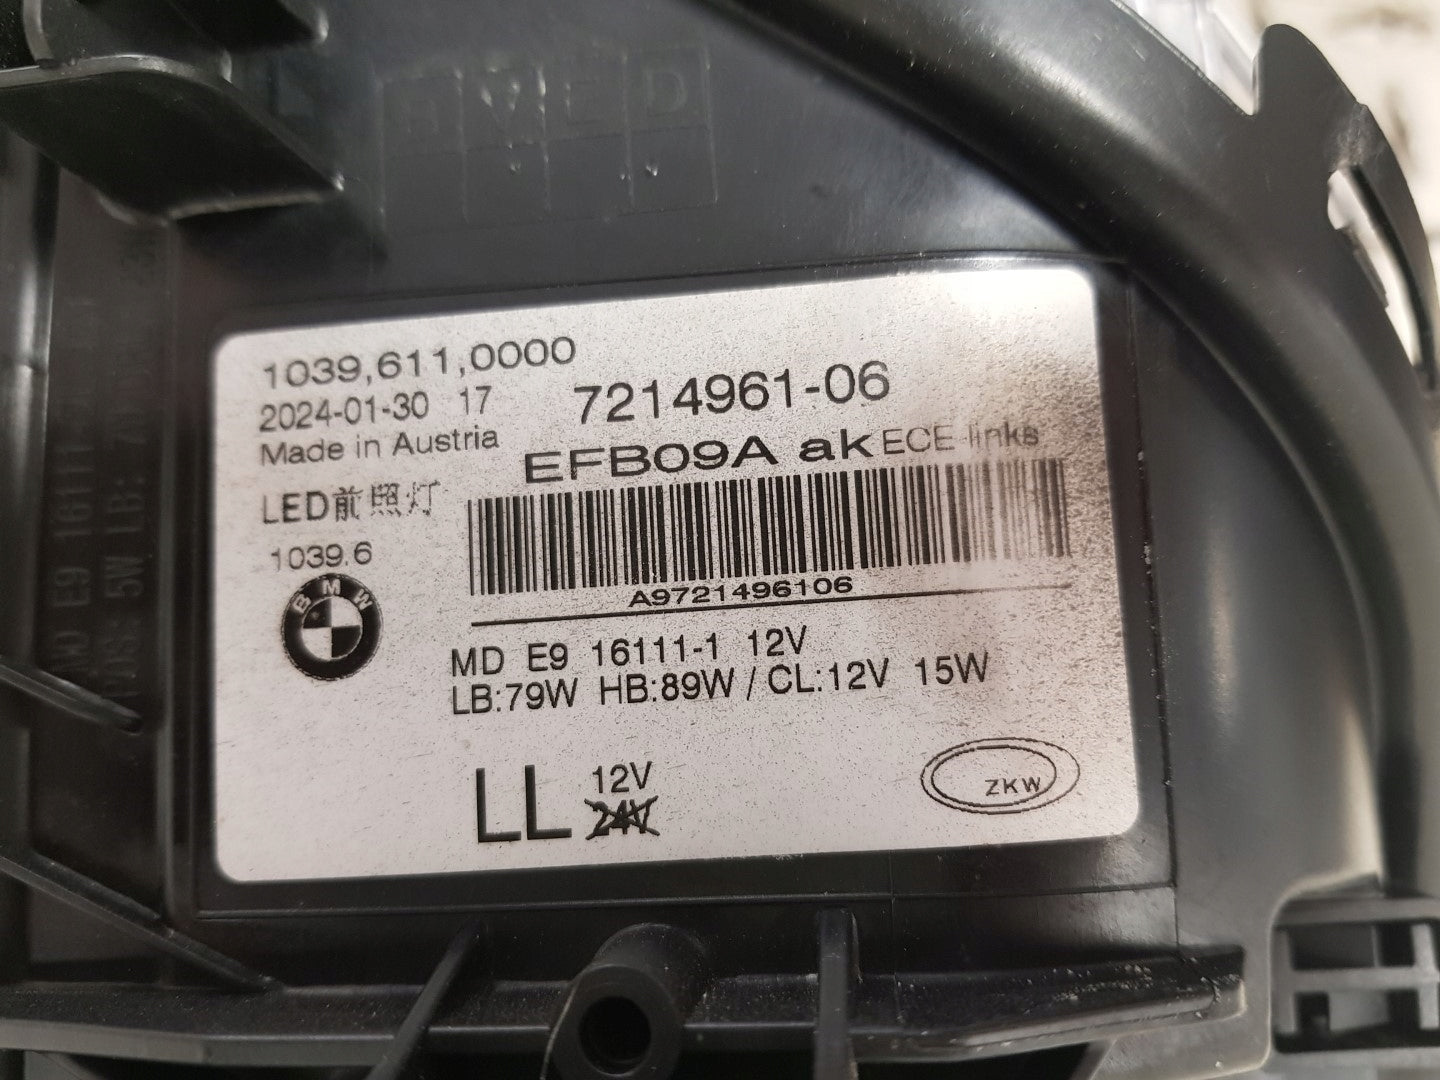 1039,611,0000
2024-01-30 17
Made in Austria
7214961-06
EFB09A ak ECE links
LED前照灯
1039.6
BMW
A9721496106
MD E9 16111-1 12V
LB:79W HB:89W / CL:12V 15W
LL 12V
24V
ZKW